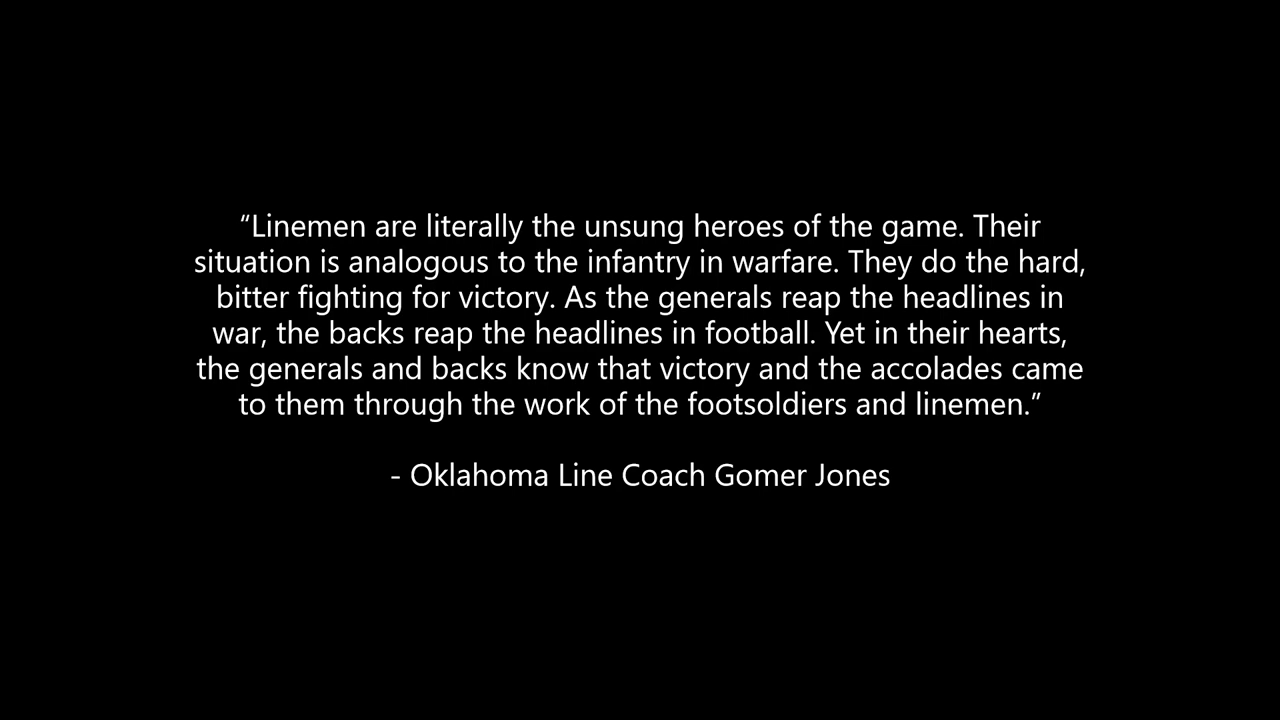 “Linemen are literally the unsung heroes of the game. Their
situation is analogous to the infantry in warfare. They do the hard,
bitter fighting for victory. As the generals reap the headlines in
war, the backs reap the headlines in football. Yet in their hearts,
the generals and backs know that victory and the accolades came
to them through the work of the footsoldiers and linemen.”
- Oklahoma Line Coach Gomer Jones